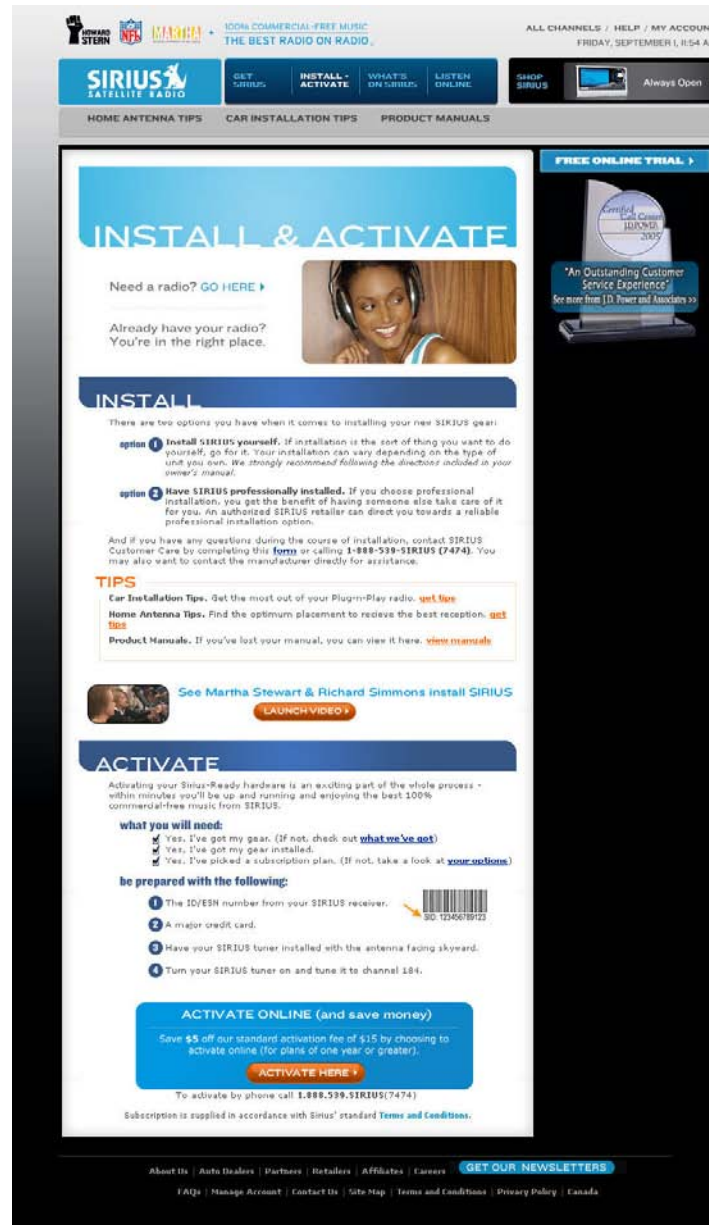 HOWARD STERN NFL MARTHA + 100% COMMERCIAL-FREE MUSIC
THE BEST RADIO ON RADIO
ALL CHANNELS / HELP / MY ACCOUN
FRIDAY, SEPTEMBER 1, 11:54 A
SIRIUS
SATELLITE RADIO
GET SIRIUS
INSTALL + ACTIVATE
WHAT'S ON SIRIUS
LISTEN ONLINE
SHOP SIRIUS
Always Open
HOME ANTENNA TIPS CAR INSTALLATION TIPS PRODUCT MANUALS
FREE ONLINE TRIAL >
Certified
Call Center
J.D. POWER
2005
"An Outstanding Customer
Service Experience"
See more from J.D. Power and Associates >>
INSTALL & ACTIVATE
Need a radio? GO HERE
Already have your radio?
You're in the right place.
INSTALL
There are two options you have when it comes to installing your new SIRIUS gear:
option 1 Install SIRIUS yourself. If installation is the sort of thing you want to do
yourself, go for it. Your installation can vary depending on the type of
unit you own. We strongly recommend following the directions included in your
owner's manual.
option 2 Have SIRIUS professionally installed. If you choose professional
installation, you get the benefit of having someone else take care of it
for you. An authorized SIRIUS retailer can direct you towards a reliable
professional installation option.
And if you have any questions during the course of installation, contact SIRIUS
Customer Care by completing this form or calling 1-888-539-SIRIUS (7474). You
may also want to contact the manufacturer directly for assistance.
TIPS
Car Installation Tips. Get the most out of your Plug-n-Play radio. get tips
Home Antenna Tips. Find the optimum placement to recieve the best reception. get
tips
Product Manuals. If you've lost your manual, you can view it here. view manuals
See Martha Stewart & Richard Simmons install SIRIUS
LAUNCH VIDEO
ACTIVATE
Activating your Sirius-Ready hardware is an exciting part of the whole process -
within minutes you'll be up and running and enjoying the best 100%
commercial-free music from SIRIUS.
what you will need:
Yes, I've got my gear. (If not, check out what we've got)
Yes, I've got my gear installed.
Yes, I've picked a subscription plan. (If not, take a look at your options)
be prepared with the following:
1 The ID/ESN number from your SIRIUS receiver.
SID: 123456789123
2 A major credit card.
3 Have your SIRIUS tuner installed with the antenna facing skyward.
4 Turn your SIRIUS tuner on and tune it to channel 184.
ACTIVATE ONLINE (and save money)
Save $5 off our standard activation fee of $15 by choosing to
activate online (for plans of one year or greater).
ACTIVATE HERE
To activate by phone call 1.888.539.SIRIUS(7474)
Subscription is supplied in accordance with Sirius' standard Terms and Conditions.
About Us | Auto Dealers | Partners | Retailers | Affiliates | Careers GET OUR NEWSLETTERS
FAQs | Manage Account | Contact Us | Site Map | Terms and Conditions | Privacy Policy | Canada